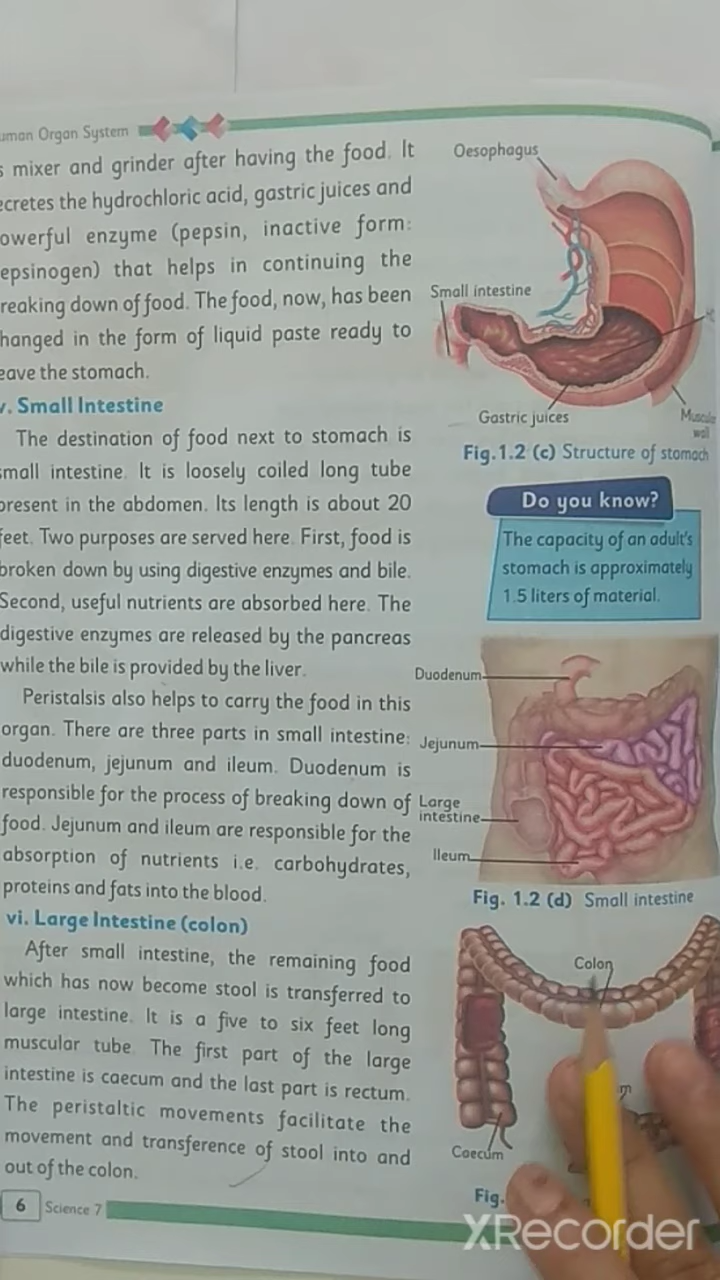 uman Organ System
s mixer and grinder after having the food. It
ecretes the hydrochloric acid, gastric juices and
owerful enzyme (pepsin, inactive form:
epsinogen) that helps in continuing the
reaking down of food. The food, now, has been
hanged in the form of liquid paste ready to
eave the stomach.
v. Small Intestine
The destination of food next to stomach is
small intestine. It is loosely coiled long tube
present in the abdomen. Its length is about 20
feet. Two purposes are served here. First, food is
broken down by using digestive enzymes and bile.
Second, useful nutrients are absorbed here. The
digestive enzymes are released by the pancreas
while the bile is provided by the liver.
Peristalsis also helps to carry the food in this
organ. There are three parts in small intestine:
duodenum, jejunum and ileum. Duodenum is
responsible for the process of breaking down of
food. Jejunum and ileum are responsible for the
absorption of nutrients i.e. carbohydrates,
proteins and fats into the blood.
vi. Large Intestine (colon)
After small intestine, the remaining food
which has now become stool is transferred to
large intestine. It is a five to six feet long
muscular tube. The first part of the large
intestine is caecum and the last part is rectum.
The peristaltic movements facilitate the
movement and transference of stool into and
out of the colon.
6 Science 7
Oesophagus
Small intestine
Gastric juices
Muscular
wall
Fig.1.2 (c) Structure of stomach
Do you know?
The capacity of an adult's
stomach is approximately
1.5 liters of material.
Duodenum
Jejunum
Large
intestine
Ileum
Fig. 1.2 (d) Small intestine
Colon
m
Caecum
Fig.
XRecorder